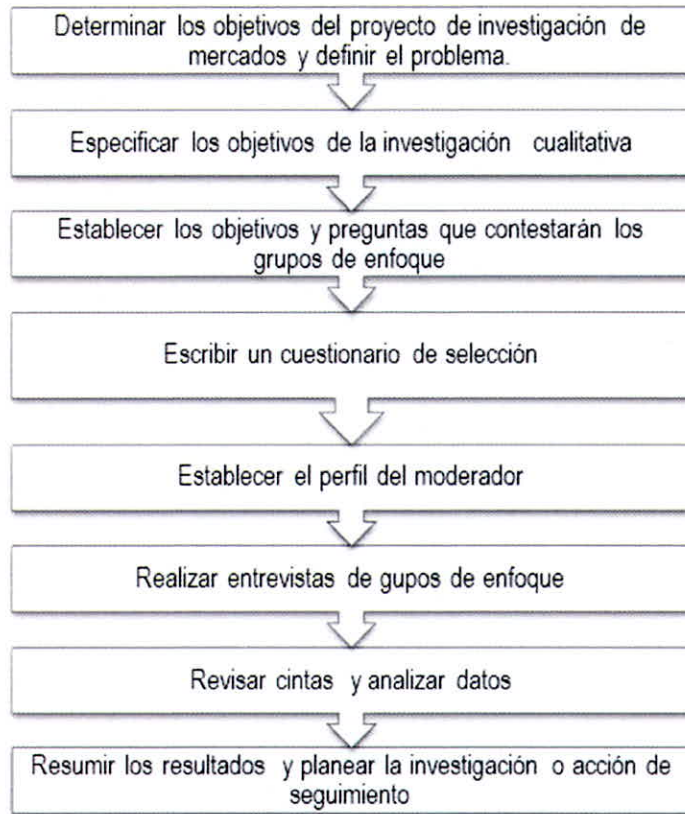 Determinar los objetivos del proyecto de investigación de
mercados y definir el problema.
Especificar los objetivos de la investigación cualitativa
Establecer los objetivos y preguntas que contestarán los
grupos de enfoque
Escribir un cuestionario de selección
Establecer el perfil del moderador
Realizar entrevistas de gupos de enfoque
Revisar cintas y analizar datos
Resumir los resultados y planear la investigación o acción de
seguimiento